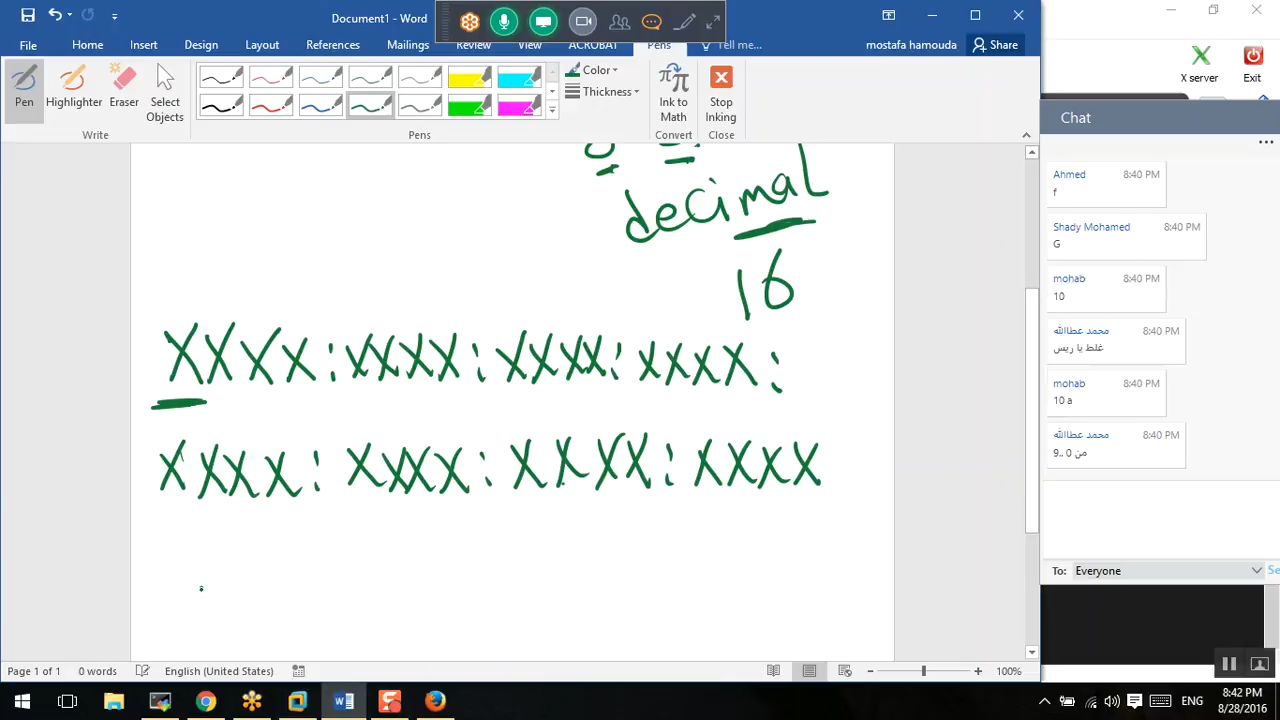 Document1 - Word
File Home Insert Design Layout References Mailings Review View ACROBAT Pens Tell me...
mostafa hamouda Share
X server Exit
Pen Highlighter Eraser Select Objects
Color
Thickness
Ink to Math
Stop Inking
Write Pens Convert Close
decimal
16
XXXX:XXXX:XXXX:XXXX:
XXXX:XXXX:XXXX:XXXX
Chat
Ahmed 8:40 PM
f
Shady Mohamed 8:40 PM
G
mohab 8:40 PM
10
محمد عطاالله 8:40 PM
غلط يا ريس
mohab 8:40 PM
10 a
محمد عطاالله 8:40 PM
من 0 ..9
To: Everyone Se
Page 1 of 1 0 words English (United States) 100%
ENG 8:42 PM
8/28/2016